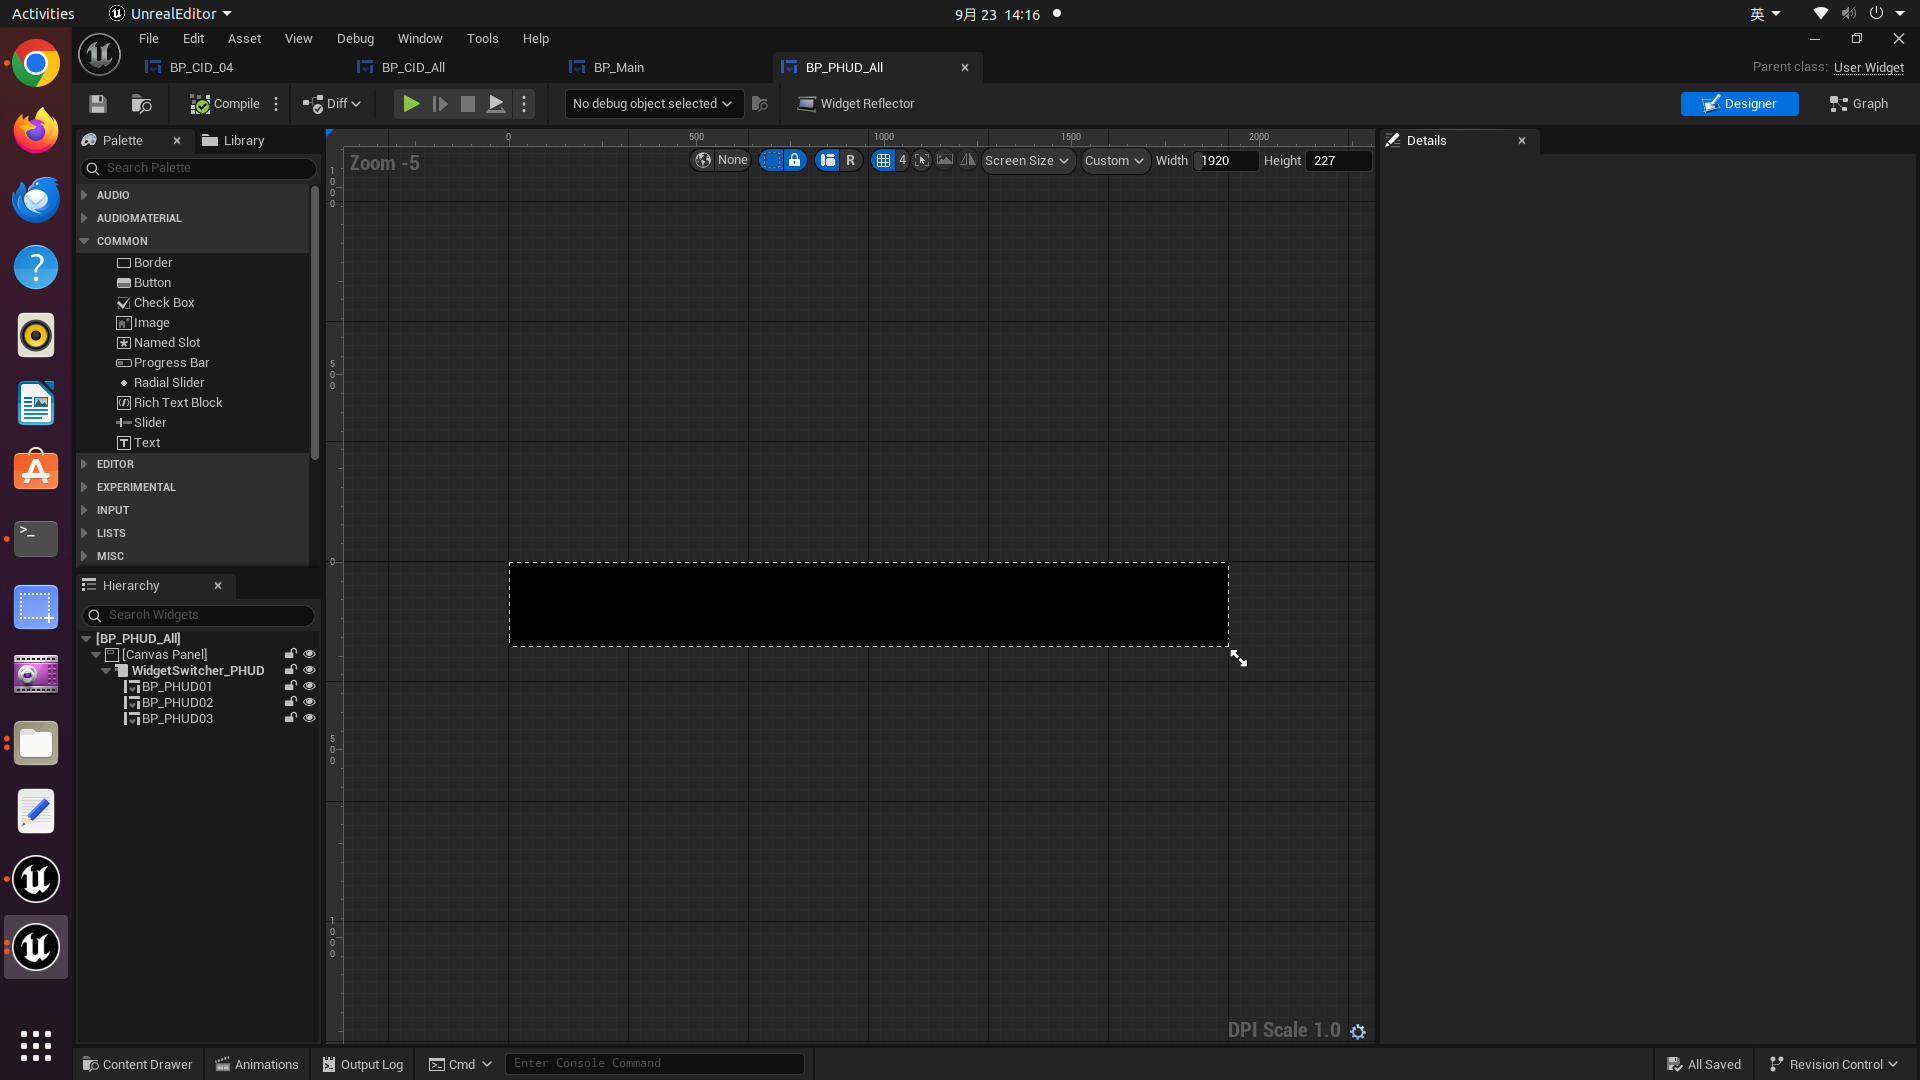 Activities
UnrealEditor
9月 23 14:16
英
File Edit Asset View Debug Window Tools Help
BP_CID_04
BP_CID_All
BP_Main
BP_PHUD_All
Parent class: User Widget
Compile
Diff
No debug object selected
Widget Reflector
Designer
Graph
Palette
Library
Search Palette
AUDIO
AUDIOMATERIAL
COMMON
Border
Button
Check Box
Image
Named Slot
Progress Bar
Radial Slider
Rich Text Block
Slider
Text
EDITOR
EXPERIMENTAL
INPUT
LISTS
MISC
Hierarchy
Search Widgets
[BP_PHUD_All]
[Canvas Panel]
WidgetSwitcher_PHUD
BP_PHUD01
BP_PHUD02
BP_PHUD03
0 500 1000 1500 2000
Zoom -5
None
R
4
Screen Size
Custom
Width 1920
Height 227
1000
500
0
500
1000
DPI Scale 1.0
Details
Content Drawer
Animations
Output Log
Cmd
Enter Console Command
All Saved
Revision Control